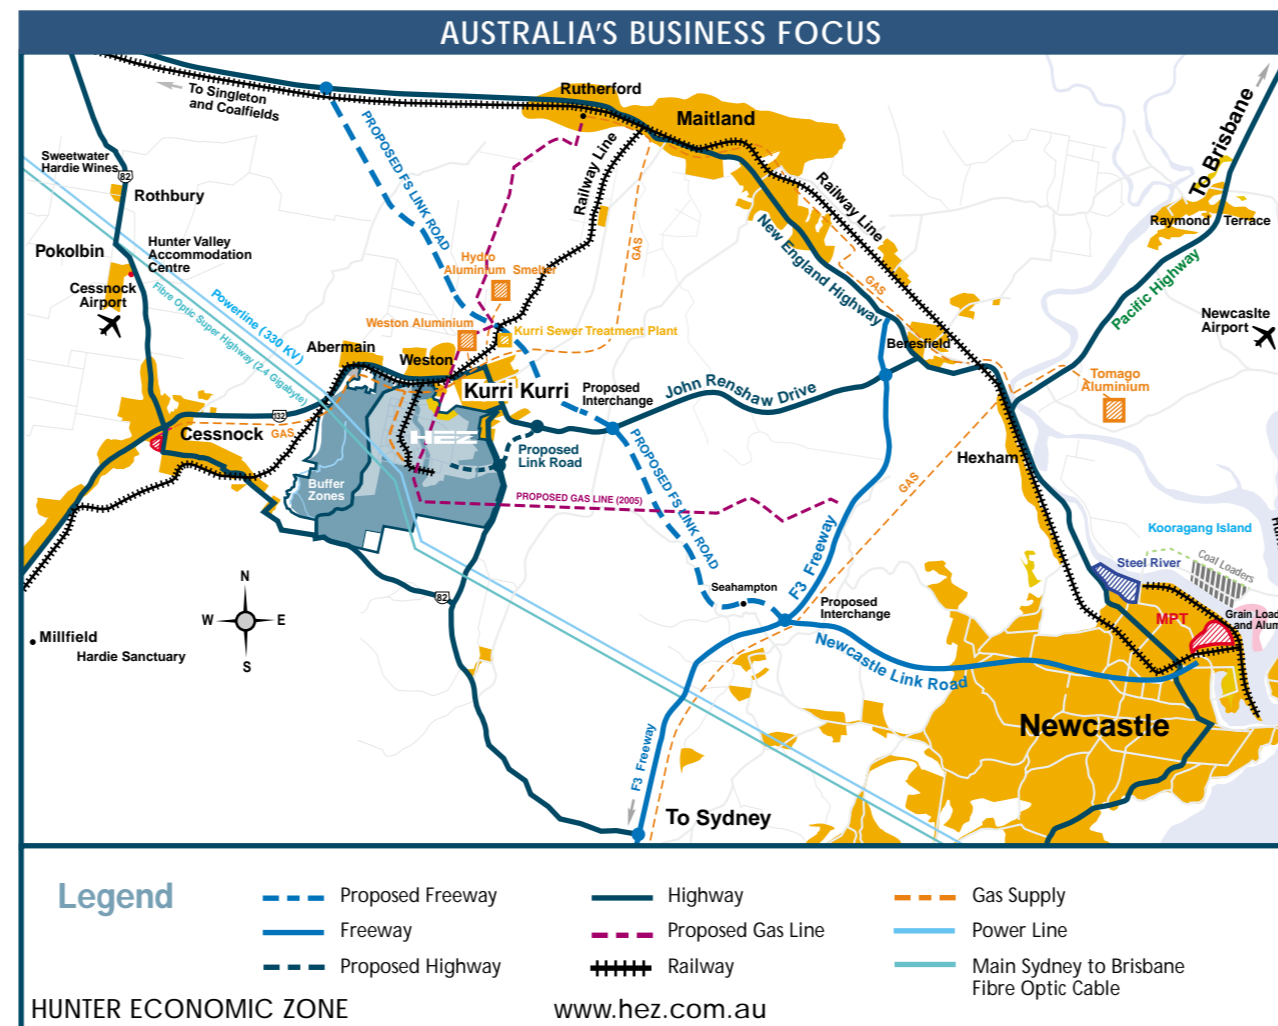 AUSTRALIA'S BUSINESS FOCUS
To Singleton
and Coalfields
Rutherford
Maitland
To Brisbane
PROPOSED FS LINK ROAD
Railway Line
Railway Line
Sweetwater
Hardie Wines
82
Rothbury
Raymond Terrace
Pokolbin
Hunter Valley
Accommodation
Centre
Cessnock
Airport
GAS
New England Highway
GAS
Pacific Highway
Hydro
Aluminium Smelter
Powerline (330 KV)
Fibre Optic Super Highway (2.4 Gigabyte)
Newcaslte
Airport
Weston Aluminium
Kurri Sewer Treatment Plant
Abermain
Weston
Beresfield
Kurri Kurri
Proposed
Interchange
John Renshaw Drive
Tomago
Aluminium
132
GAS
Cessnock
HEZ
Proposed
Link Road
PROPOSED FS LINK ROAD
Hexham
Buffer
Zones
PROPOSED GAS LINE (2005)
GAS
F3 Freeway
Kooragang Island
Steel River
Coal Loaders
N
W
E
S
82
Seahampton
Proposed
Interchange
MPT
Grain Load
and Alum
Millfield
Hardie Sanctuary
Newcastle Link Road
Newcastle
F3 Freeway
To Sydney
Legend
Proposed Freeway
Highway
Gas Supply
Freeway
Proposed Gas Line
Power Line
Proposed Highway
Railway
Main Sydney to Brisbane
Fibre Optic Cable
HUNTER ECONOMIC ZONE
www.hez.com.au